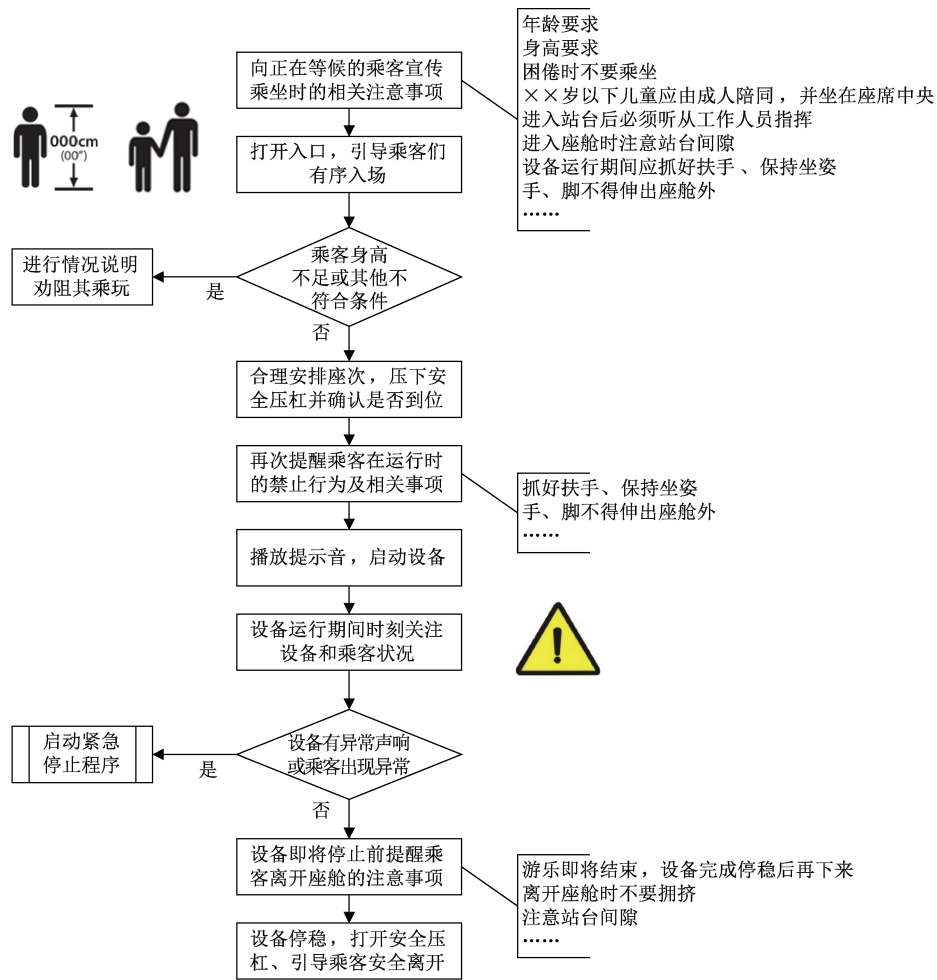 向正在等候的乘客宣传
乘坐时的相关注意事项
年龄要求
身高要求
困倦时不要乘坐
××岁以下儿童应由成人陪同，并坐在座席中央
进入站台后必须听从工作人员指挥
进入座舱时注意站台间隙
设备运行期间应抓好扶手、保持坐姿
手、脚不得伸出座舱外
……
000cm
(00")
打开入口，引导乘客们
有序入场
乘客身高
不足或其他不
符合条件
是
进行情况说明
劝阻其乘玩
否
合理安排座次，压下安
全压杠并确认是否到位
再次提醒乘客在运行时
的禁止行为及相关事项
抓好扶手、保持坐姿
手、脚不得伸出座舱外
……
播放提示音，启动设备
设备运行期间时刻关注
设备和乘客状况
!
设备有异常声响
或乘客出现异常
是
启动紧急
停止程序
否
设备即将停止前提醒乘
客离开座舱的注意事项
游乐即将结束，设备完成停稳后再下来
离开座舱时不要拥挤
注意站台间隙
……
设备停稳，打开安全压
杠、引导乘客安全离开